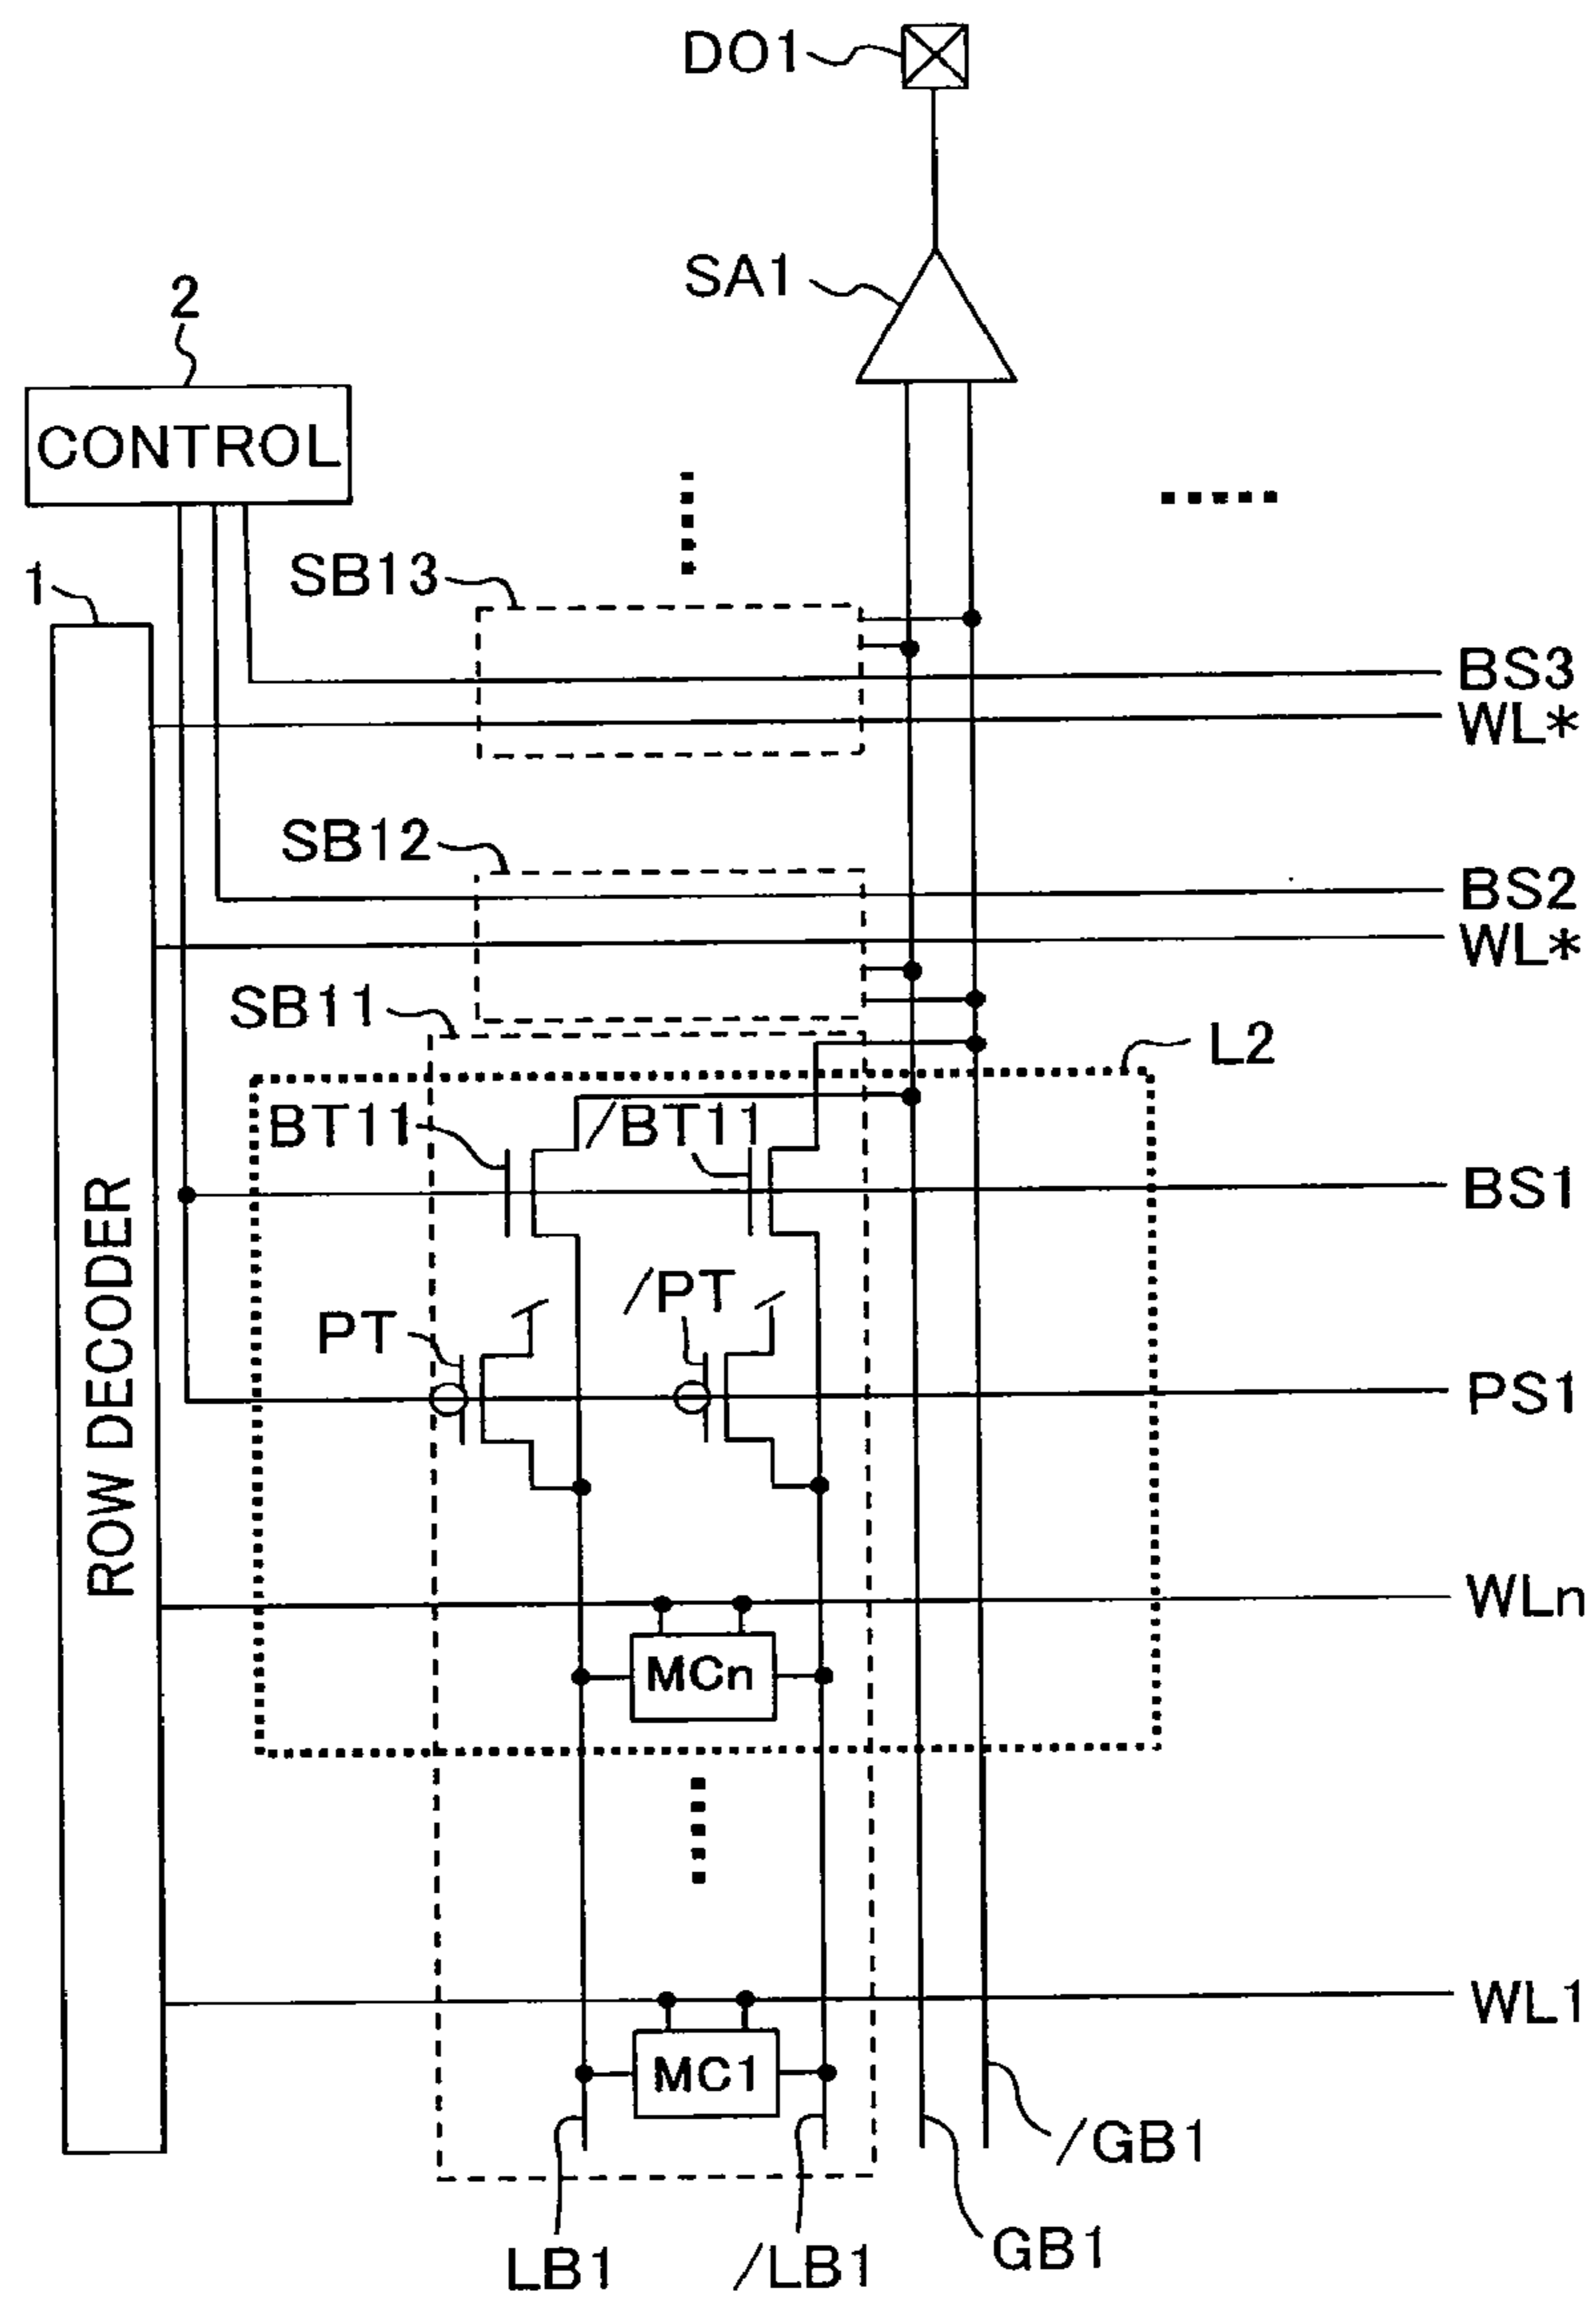 DO1
SA1
2
CONTROL
SB13
1
BS3
WL*
SB12
BS2
WL*
SB11
L2
BT11
/BT11
BS1
ROW DECODER
/PT
PT
PS1
WLn
MCn
WL1
MC1
/GB1
GB1
LB1
/LB1